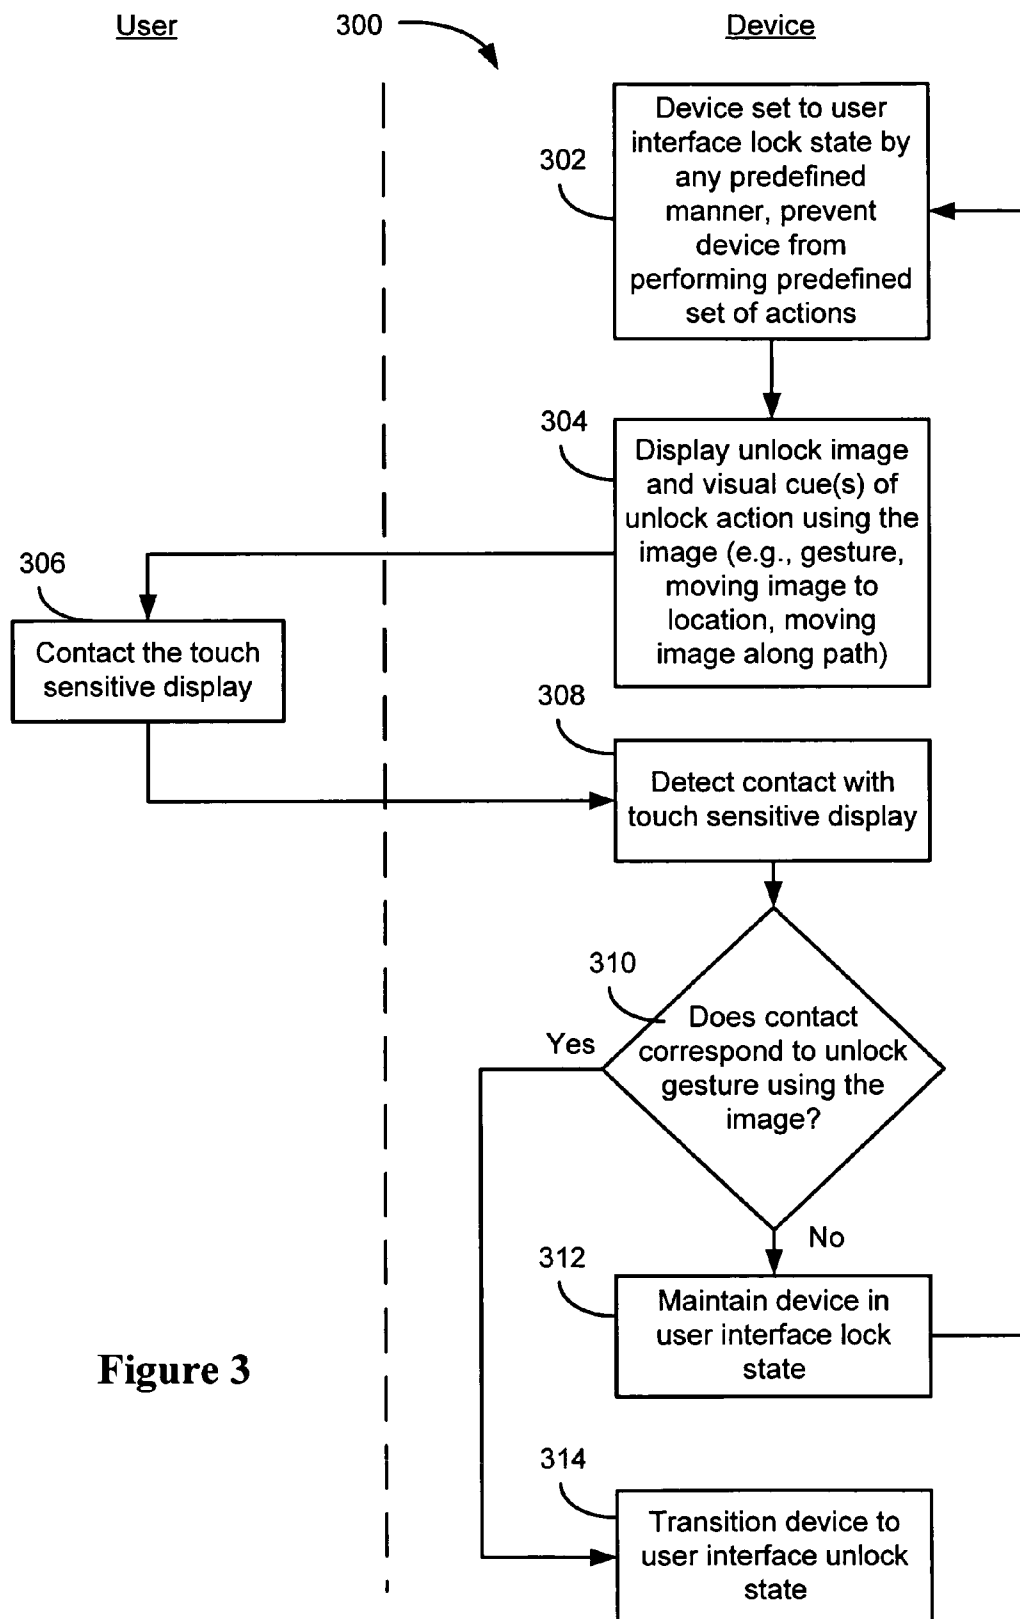 User
300
Device
302
Device set to user
interface lock state by
any predefined
manner, prevent
device from
performing predefined
set of actions
304
Display unlock image
and visual cue(s) of
unlock action using the
image (e.g., gesture,
moving image to
location, moving
image along path)
306
Contact the touch
sensitive display
308
Detect contact with
touch sensitive display
310
Does contact
correspond to unlock
gesture using the
image?
Yes
No
312
Maintain device in
user interface lock
state
Figure 3
314
Transition device to
user interface unlock
state